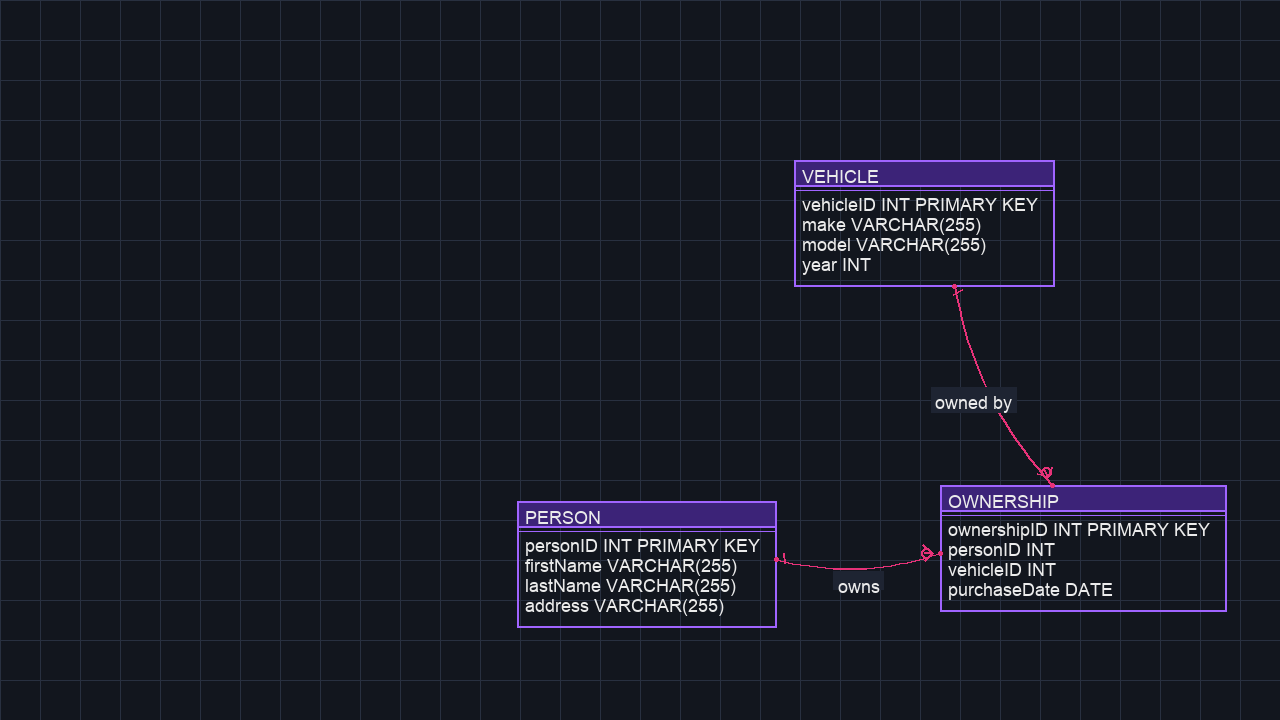 VEHICLE
vehicleID INT PRIMARY KEY
make VARCHAR(255)
model VARCHAR(255)
year INT
owned by
PERSON
personID INT PRIMARY KEY
firstName VARCHAR(255)
lastName VARCHAR(255)
address VARCHAR(255)
owns
OWNERSHIP
ownershipID INT PRIMARY KEY
personID INT
vehicleID INT
purchaseDate DATE